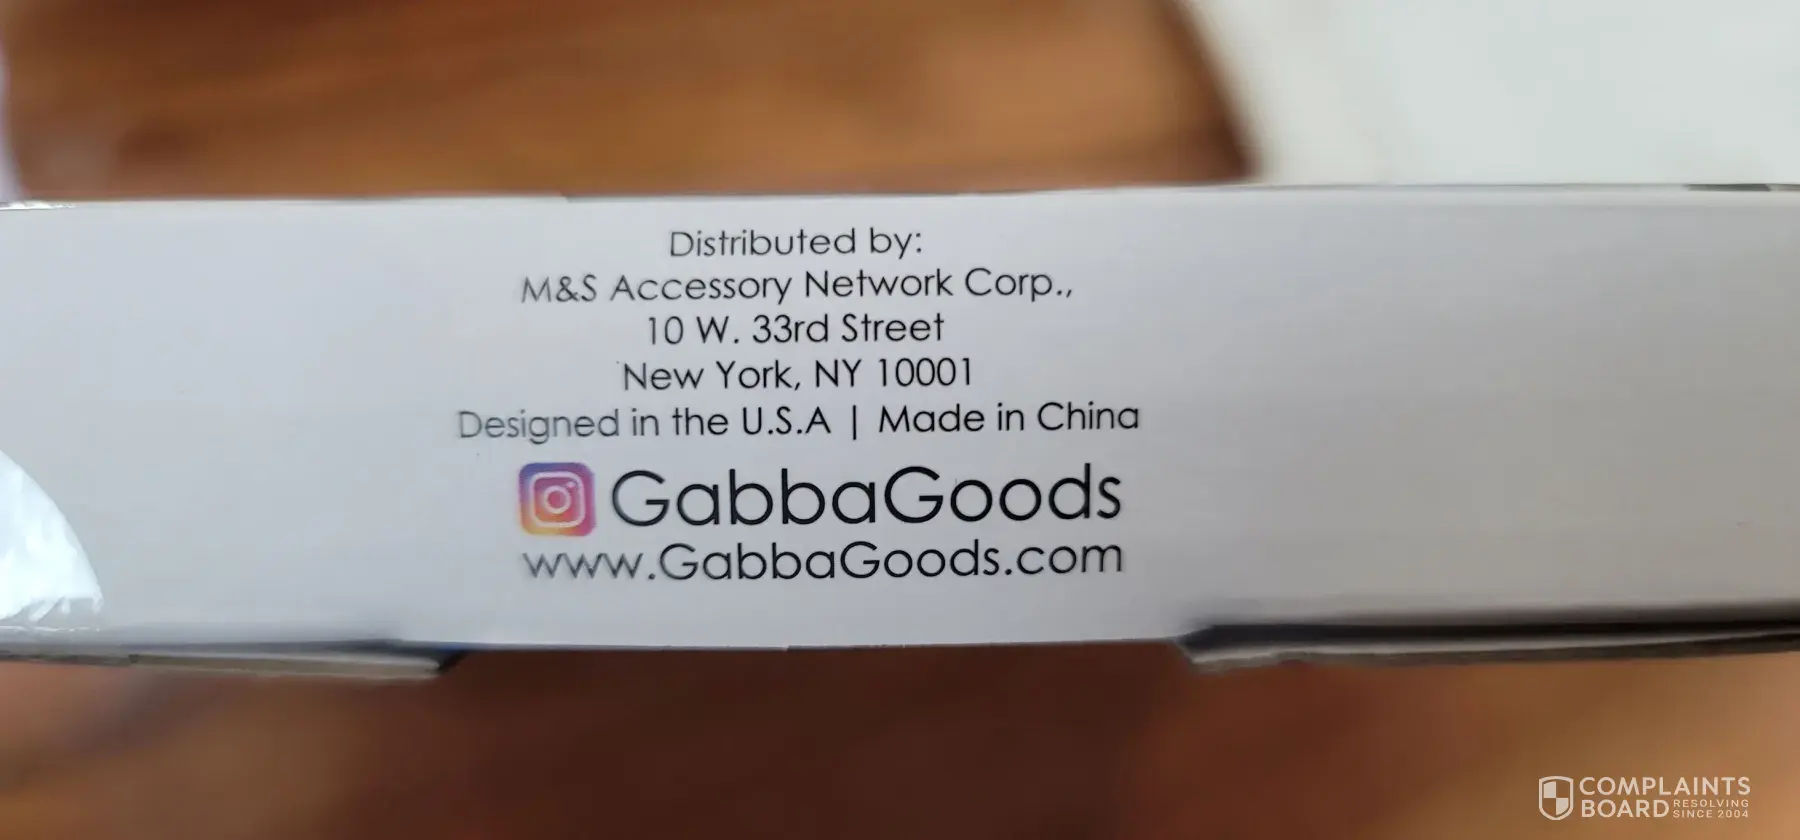 Distributed by:
M&S Accessory Network Corp.,
10 W. 33rd Street
New York, NY 10001
Designed in the U.S.A | Made in China
GabbaGoods
www.GabbaGoods.com
COMPLAINTS
BOARD RESOLVING
SINCE 2004